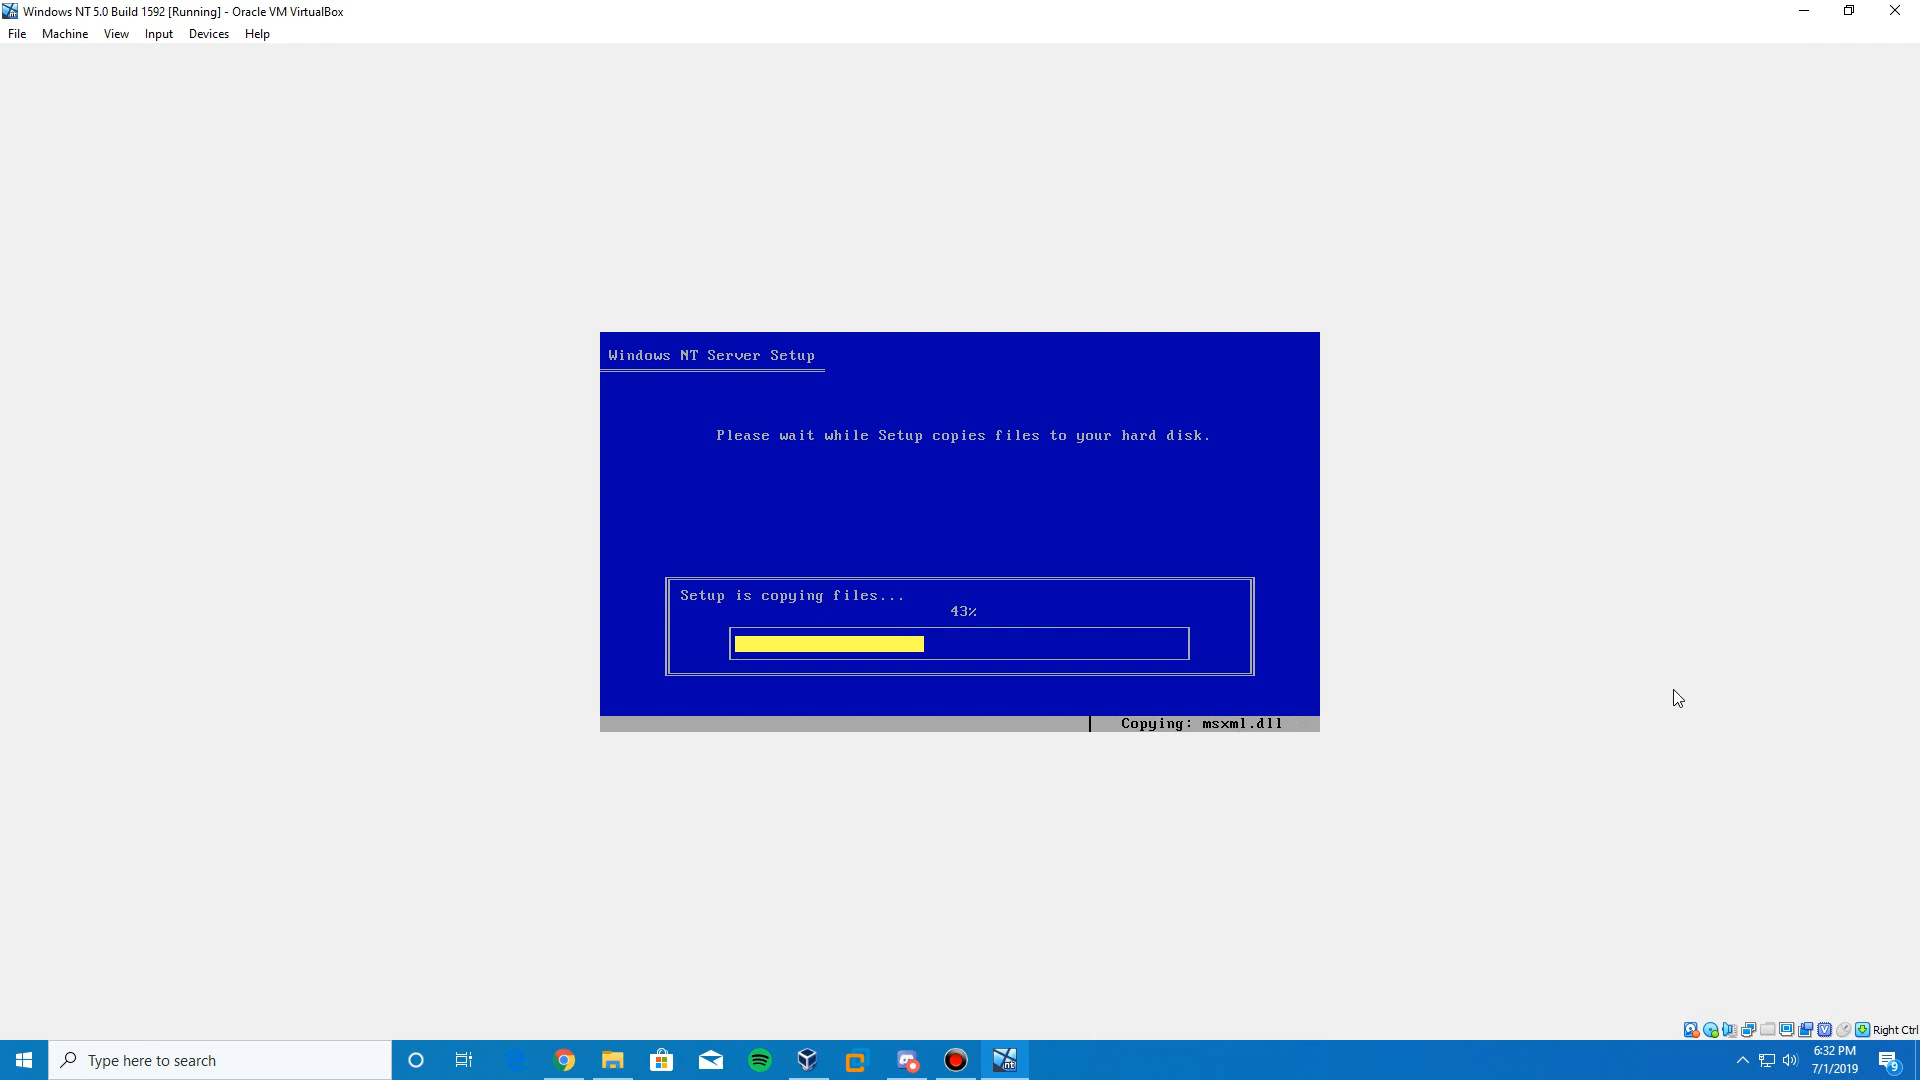 Windows NT 5.0 Build 1592 [Running] - Oracle VM VirtualBox
File Machine View Input Devices Help
Windows NT Server Setup
Please wait while Setup copies files to your hard disk.
Setup is copying files...
43%
Copying: msxml.dll
Right Ctrl
Type here to search
nt
6:32 PM
7/1/2019
9